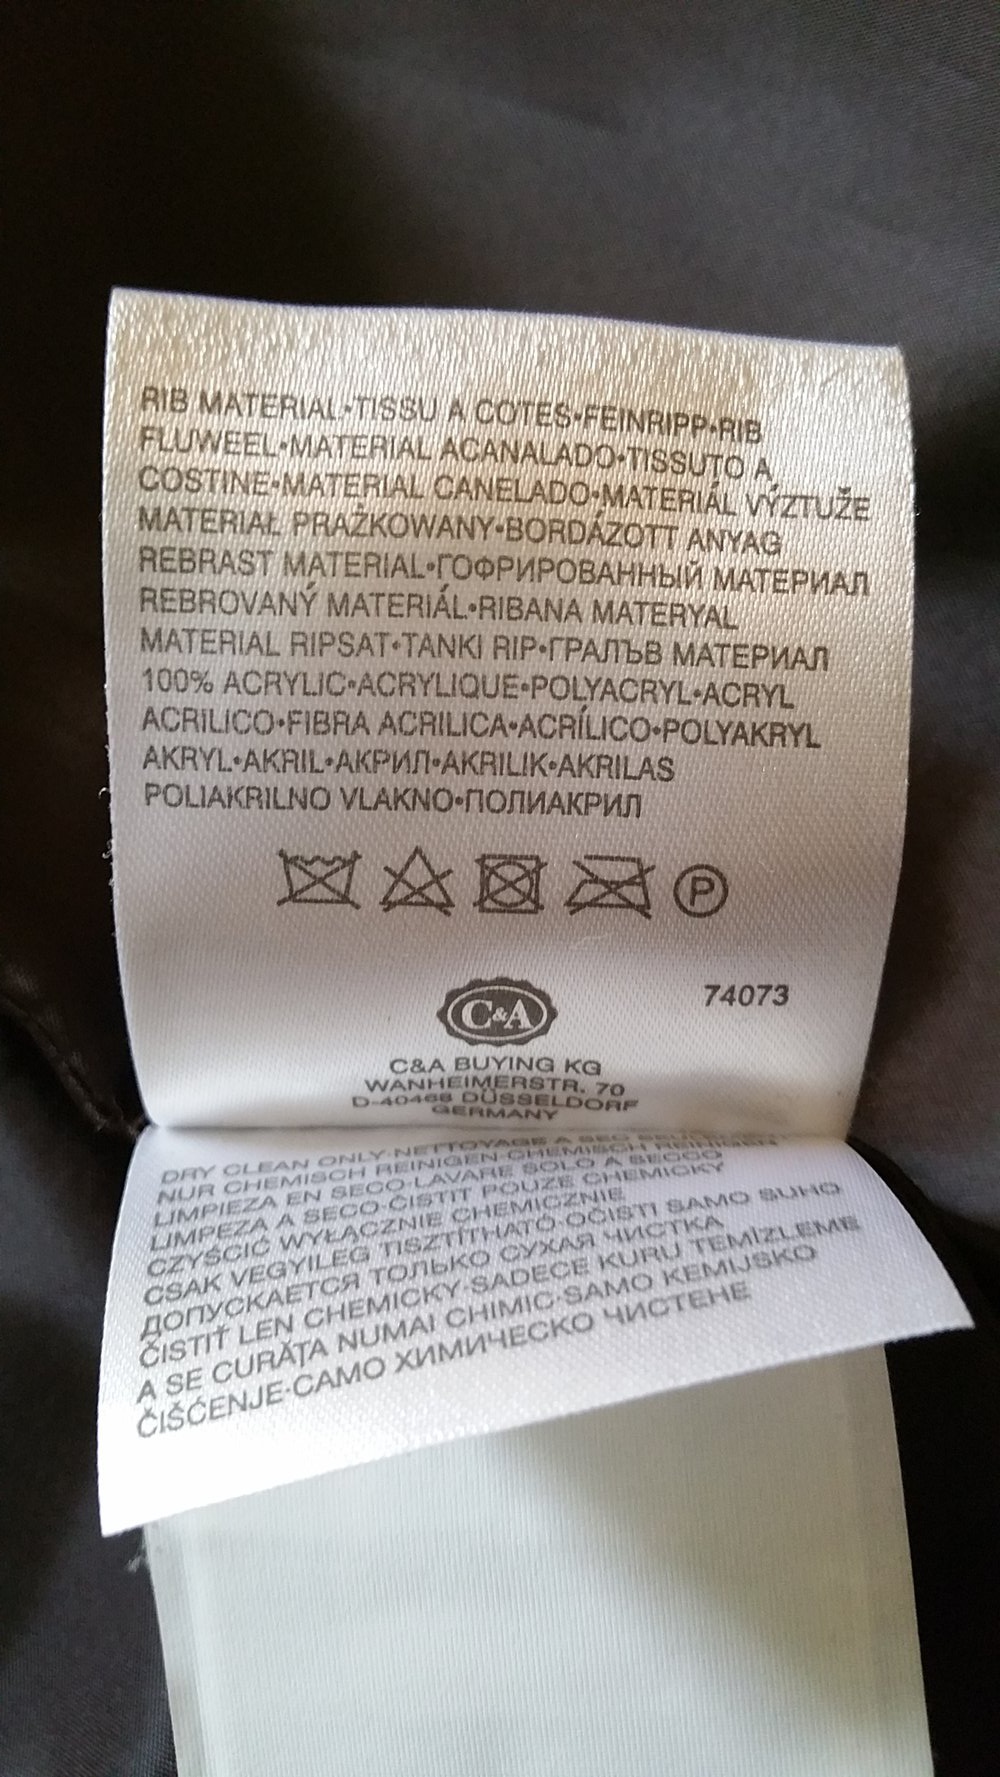 RIB MATERIAL•TISSU A COTES•FEINRIPP•RIB
FLUWEEL•MATERIAL ACANALADO•TISSUTO A
COSTINE•MATERIAL CANELADO•MATERIÁL VÝZTUŽE
MATERIAŁ PRAŻKOWANY•BORDÁZOTT ANYAG
REBRAST MATERIAL•ГОФРИРОВАННЫЙ МАТЕРИАЛ
REBROVANÝ MATERIÁL•RIBANA MATERYAL
MATERIAL RIPSAT•TANKI RIP•ГРАЛЪВ МАТЕРИАЛ
100% ACRYLIC•ACRYLIQUE•POLYACRYL•ACRYL
ACRILICO•FIBRA ACRILICA•ACRÍLICO•POLYAKRYL
AKRYL•AKRIL•АКРИЛ•AKRILIK•AKRILAS
POLIAKRILNO VLAKNO•ПОЛИАКРИЛ
P
C&A
74073
C&A BUYING KG
WANHEIMERSTR. 70
D-40468 DÜSSELDORF
GERMANY
DRY CLEAN ONLY•NETTOYAGE A SEC
NUR CHEMISCH REINIGEN•CHEMISCH REINIGEN
LIMPIEZA EN SECO•LAVARE SOLO A SECCO
LIMPEZA A SECO•ČISTIT POUZE CHEMICKY
CZYŚCIĆ WYŁĄCZNIE CHEMICZNIE
CSAK VEGYILEG TISZTÍTHATÓ•OČISTI SAMO SUHO
ДОПУСКАЕТСЯ ТОЛЬКО СУХАЯ ЧИСТКА
ČISTIŤ LEN CHEMICKY•SADECE KURU TEMİZLEME
A SE CURĂȚA NUMAI CHIMIC•SAMO KEMIJSKO
ČIŠĆENJE•САМО ХИМИЧЕСКО ЧИСТЕНЕ